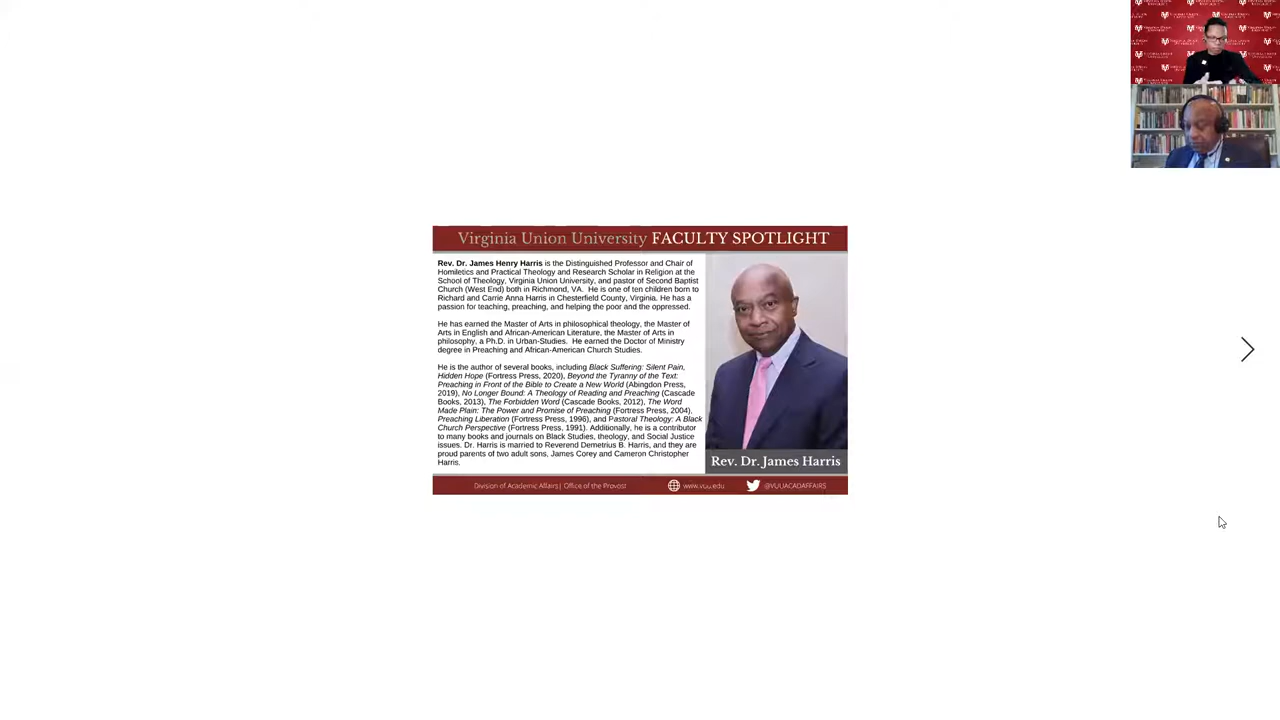 Virginia Union University FACULTY SPOTLIGHT
Rev. Dr. James Henry Harris is the Distinguished Professor and Chair of
Homiletics and Practical Theology and Research Scholar in Religion at the
School of Theology, Virginia Union University, and pastor of Second Baptist
Church (West End) both in Richmond, VA. He is one of ten children born to
Richard and Carrie Anna Harris in Chesterfield County, Virginia. He has a
passion for teaching, preaching, and helping the poor and the oppressed.
He has earned the Master of Arts in philosophical theology, the Master of
Arts in English and African-American Literature, the Master of Arts in
philosophy, a Ph.D. in Urban-Studies. He earned the Doctor of Ministry
degree in Preaching and African-American Church Studies.
He is the author of several books, including Black Suffering: Silent Pain,
Hidden Hope (Fortress Press, 2020), Beyond the Tyranny of the Text:
Preaching in Front of the Bible to Create a New World (Abingdon Press,
2019), No Longer Bound: A Theology of Reading and Preaching (Cascade
Books, 2013), The Forbidden Word (Cascade Books, 2012), The Word
Made Plain: The Power and Promise of Preaching (Fortress Press, 2004),
Preaching Liberation (Fortress Press, 1996), and Pastoral Theology: A Black
Church Perspective (Fortress Press, 1991). Additionally, he is a contributor
to many books and journals on Black Studies, theology, and Social Justice
issues. Dr. Harris is married to Reverend Demetrius B. Harris, and they are
proud parents of two adult sons, James Corey and Cameron Christopher
Harris.
Rev. Dr. James Harris
Division of Academic Affairs| Office of the Provost
www.vuu.edu
@VUUACADAFFAIRS